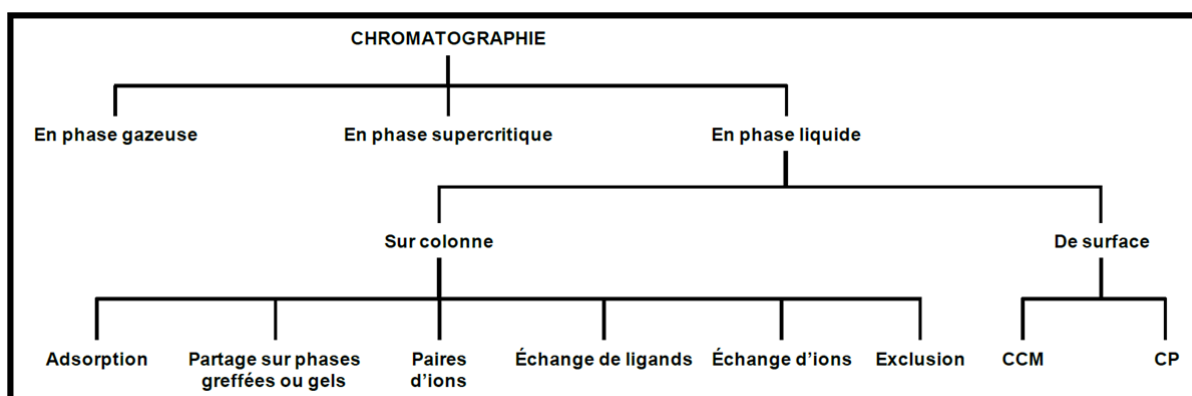 CHROMATOGRAPHIE
En phase gazeuse
En phase supercritique
En phase liquide
Sur colonne
De surface
Adsorption
Partage sur phases
greffées ou gels
Paires
d'ions
Échange de ligands
Échange d'ions
Exclusion
CCM
CP